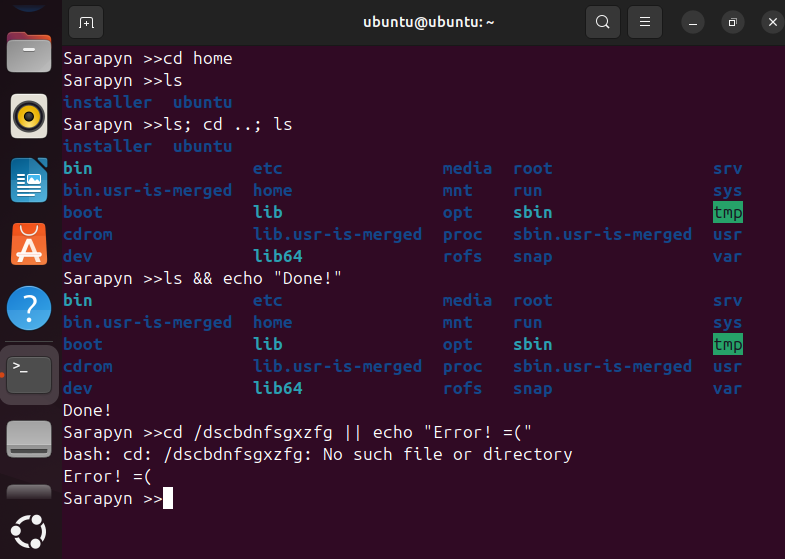 ubuntu@ubuntu: ~
Sarapyn >>cd home
Sarapyn >>ls
installer ubuntu
Sarapyn >>ls; cd ..; ls
installer ubuntu
bin etc media root srv
bin.usr-is-merged home mnt run sys
boot lib opt sbin tmp
cdrom lib.usr-is-merged proc sbin.usr-is-merged usr
dev lib64 rofs snap var
Sarapyn >>ls && echo "Done!"
bin etc media root srv
bin.usr-is-merged home mnt run sys
boot lib opt sbin tmp
cdrom lib.usr-is-merged proc sbin.usr-is-merged usr
dev lib64 rofs snap var
Done!
Sarapyn >>cd /dscbdnfsgxzfg || echo "Error! =("
bash: cd: /dscbdnfsgxzfg: No such file or directory
Error! =(
Sarapyn >>